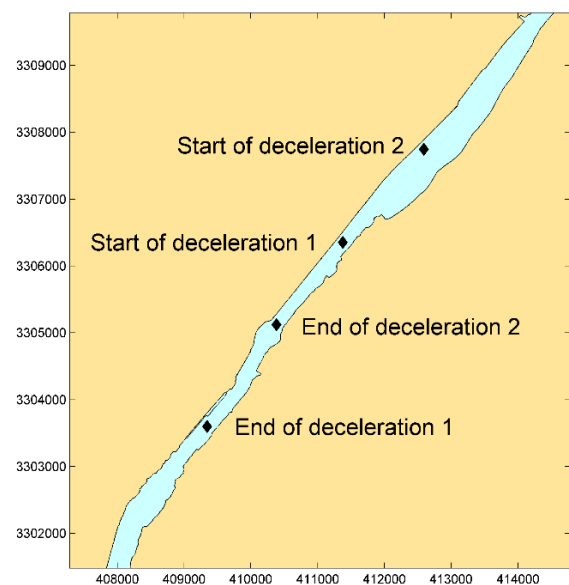 3309000
3308000
Start of deceleration 2
3307000
Start of deceleration 1
3306000
3305000
End of deceleration 2
3304000
End of deceleration 1
3303000
3302000
408000 409000 410000 411000 412000 413000 414000